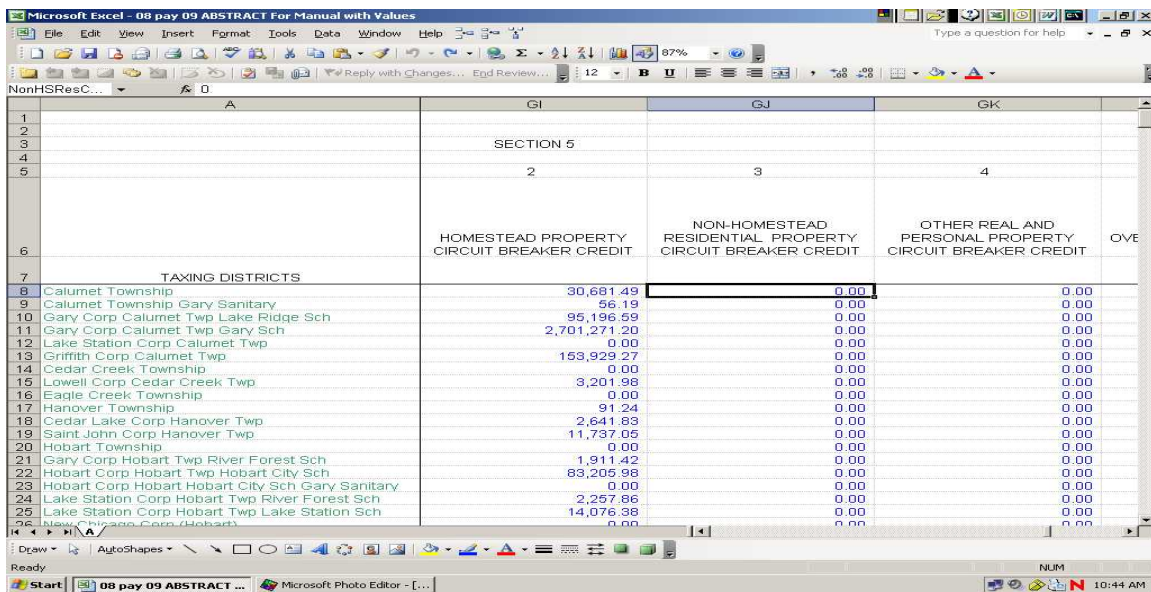 Microsoft Excel - 08 pay 09 ABSTRACT For Manual with Values
File Edit View Insert Format Tools Data Window Help Type a question for help
87%
Reply with Changes... End Review... 12 B U
NonHSResC... fx 0
A GI GJ GK
1
2
3 SECTION 5
4
5 2 3 4
NON-HOMESTEAD OTHER REAL AND
HOMESTEAD PROPERTY RESIDENTIAL PROPERTY PERSONAL PROPERTY OVE
6 CIRCUIT BREAKER CREDIT CIRCUIT BREAKER CREDIT CIRCUIT BREAKER CREDIT
7 TAXING DISTRICTS
8 Calumet Township 30,681.49 0.00 0.00
9 Calumet Township Gary Sanitary 56.19 0.00 0.00
10 Gary Corp Calumet Twp Lake Ridge Sch 95,196.59 0.00 0.00
11 Gary Corp Calumet Twp Gary Sch 2,701,271.20 0.00 0.00
12 Lake Station Corp Calumet Twp 0.00 0.00 0.00
13 Griffith Corp Calumet Twp 153,929.27 0.00 0.00
14 Cedar Creek Township 0.00 0.00 0.00
15 Lowell Corp Cedar Creek Twp 3,201.98 0.00 0.00
16 Eagle Creek Township 0.00 0.00 0.00
17 Hanover Township 91.24 0.00 0.00
18 Cedar Lake Corp Hanover Twp 2,641.83 0.00 0.00
19 Saint John Corp Hanover Twp 11,737.05 0.00 0.00
20 Hobart Township 0.00 0.00 0.00
21 Gary Corp Hobart Twp River Forest Sch 1,911.42 0.00 0.00
22 Hobart Corp Hobart Twp Hobart City Sch 83,205.98 0.00 0.00
23 Hobart Corp Hobart Hobart City Sch Gary Sanitary 0.00 0.00 0.00
24 Lake Station Corp Hobart Twp River Forest Sch 2,257.86 0.00 0.00
25 Lake Station Corp Hobart Twp Lake Station Sch 14,076.38 0.00 0.00
26 New Chicago Corp (Hobart) 0.00 0.00 0.00
A
Draw AutoShapes
Ready NUM
Start 08 pay 09 ABSTRACT ... Microsoft Photo Editor - [... 10:44 AM